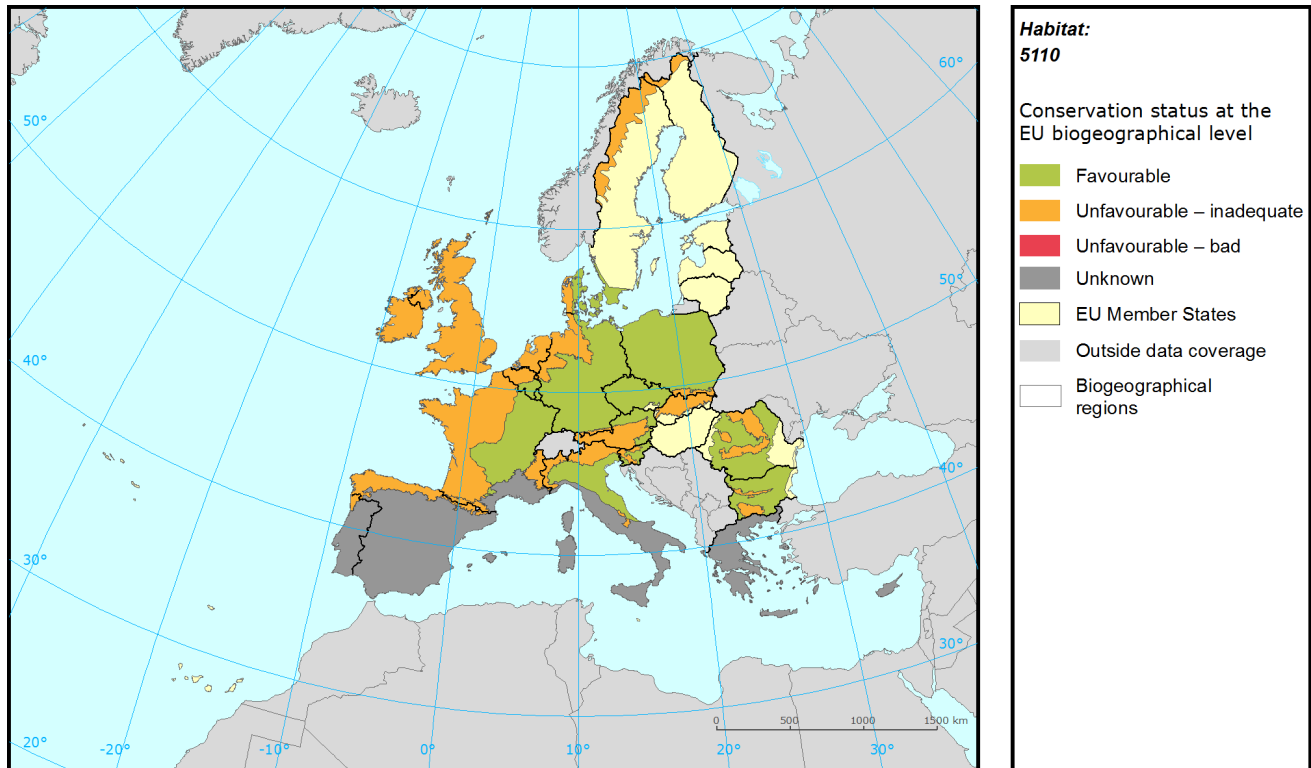 Habitat:
5110
Conservation status at the
EU biogeographical level
Favourable
Unfavourable – inadequate
Unfavourable – bad
Unknown
EU Member States
Outside data coverage
Biogeographical
regions
60°
50°
50°
40°
40°
30°
30°
0 500 1000 1500 km
20° -20° -10° 0° 10° 20° 30°